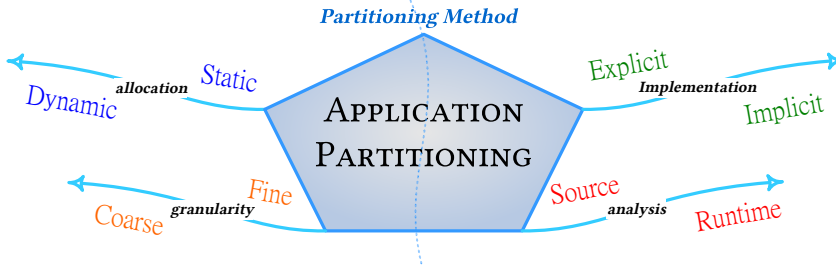 Partitioning Method
Static
allocation
Dynamic
Explicit
Implementation
Implicit
Application
Partitioning
Fine
granularity
Coarse
Source
analysis
Runtime